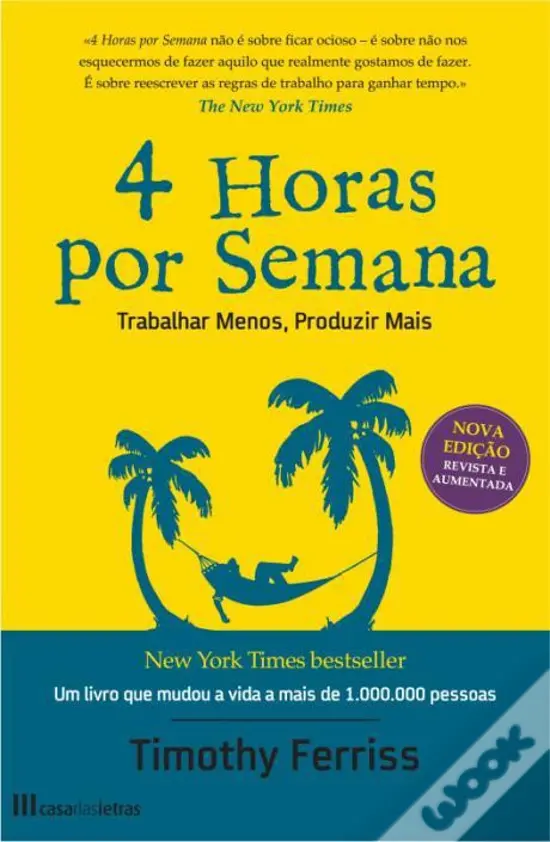 «4 Horas por Semana não é sobre ficar ocioso – é sobre não nos
esquecermos de fazer aquilo que realmente gostamos de fazer.
É sobre reescrever as regras de trabalho para ganhar tempo.»
The New York Times
4 Horas
por Semana
Trabalhar Menos, Produzir Mais
NOVA
EDIÇÃO
REVISTA E
AUMENTADA
New York Times bestseller
Um livro que mudou a vida a mais de 1.000.000 pessoas
Timothy Ferriss
casadasletras
wook